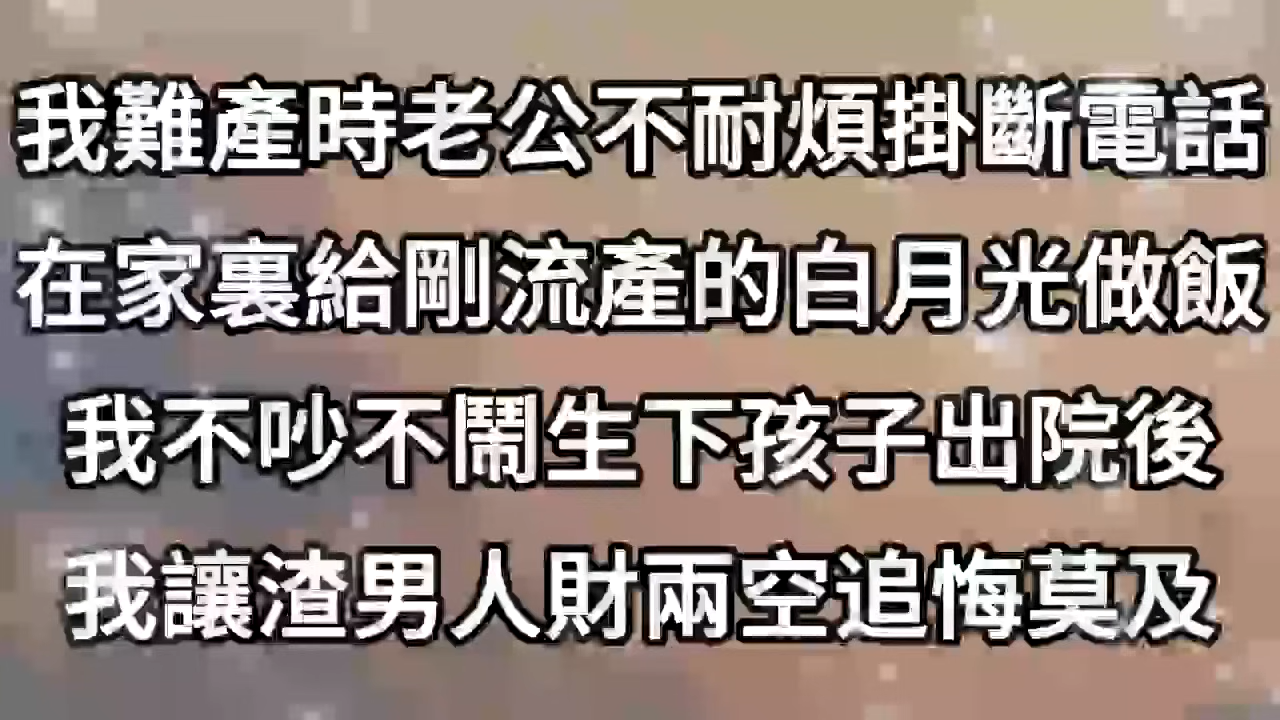 我難產時老公不耐煩掛斷電話
在家裏給剛流產的白月光做飯
我不吵不鬧生下孩子出院後
我讓渣男人財兩空追悔莫及